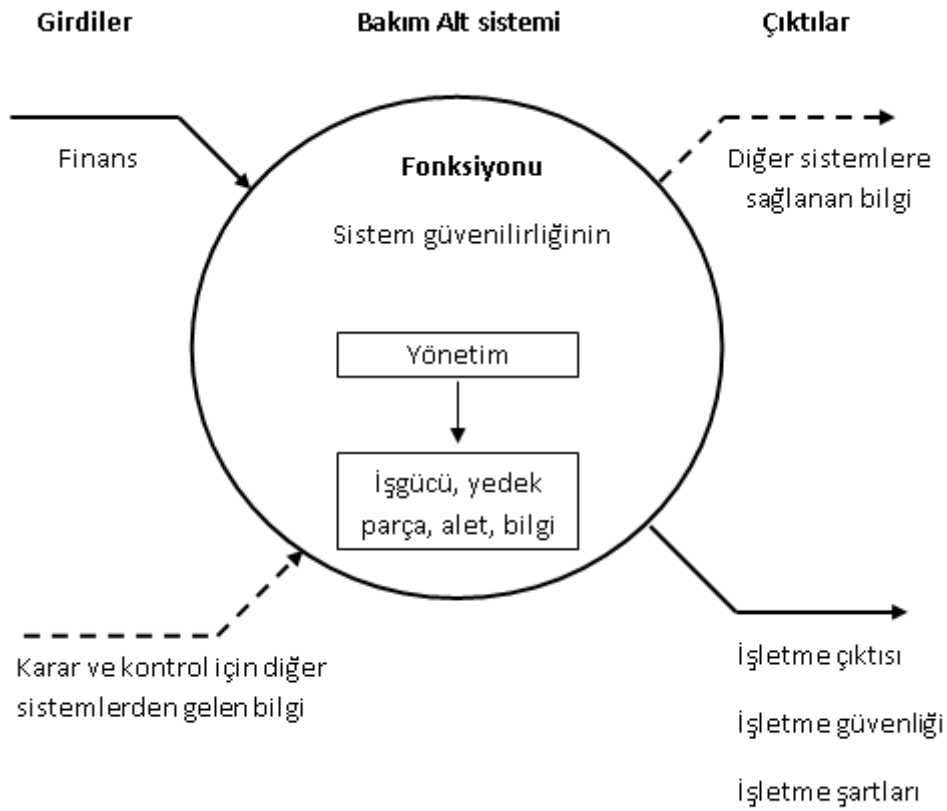 Girdiler
Bakım Alt sistemi
Çıktılar
Finans
Fonksiyonu
Sistem güvenilirliğinin
Diğer sistemlere
sağlanan bilgi
Yönetim
İşgücü, yedek
parça, alet, bilgi
Karar ve kontrol için diğer
sistemlerden gelen bilgi
İşletme çıktısı
İşletme güvenliği
İşletme şartları